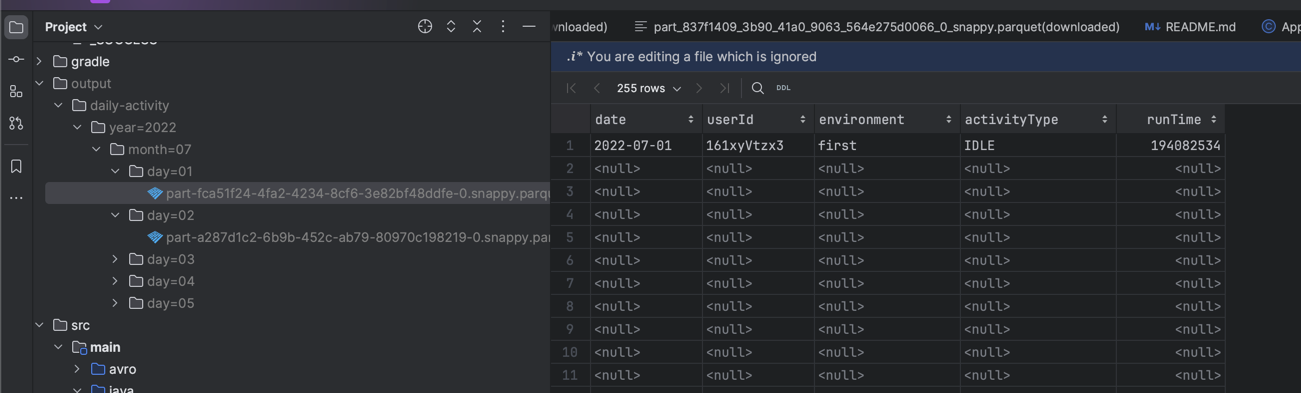 Project
wnloaded)
part_837f1409_3b90_41a0_9063_564e275d0066_0_snappy.parquet(downloaded)
M↓ README.md
App
gradle
output
daily-activity
year=2022
month=07
day=01
part-fca51f24-4fa2-4234-8cf6-3e82bf48ddfe-0.snappy.parqu
day=02
part-a287d1c2-6b9b-452c-ab79-80970c198219-0.snappy.par
day=03
day=04
day=05
src
main
avro
java
.i* You are editing a file which is ignored
255 rows DDL
date userId environment activityType runTime
1 2022-07-01 161xyVtzx3 first IDLE 194082534
2 <null> <null> <null> <null> <null>
3 <null> <null> <null> <null> <null>
4 <null> <null> <null> <null> <null>
5 <null> <null> <null> <null> <null>
6 <null> <null> <null> <null> <null>
7 <null> <null> <null> <null> <null>
8 <null> <null> <null> <null> <null>
9 <null> <null> <null> <null> <null>
10 <null> <null> <null> <null> <null>
11 <null> <null> <null> <null> <null>